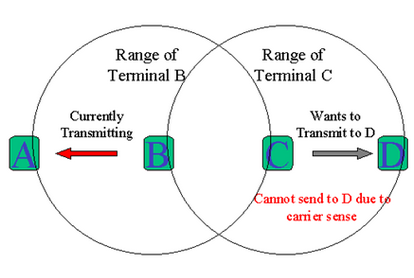 Range of
Terminal B
Range of
Terminal C
Currently
Transmitting
Wants to
Transmit to D
A
B
C
D
Cannot send to D due to
carrier sense